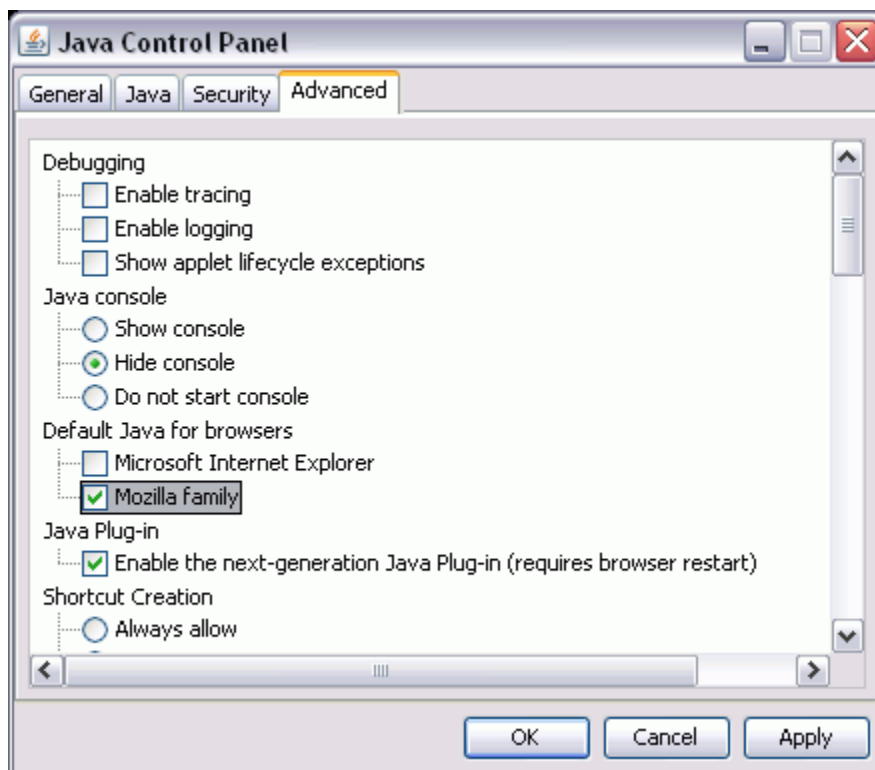 Java Control Panel
General Java Security Advanced
Debugging
Enable tracing
Enable logging
Show applet lifecycle exceptions
Java console
Show console
Hide console
Do not start console
Default Java for browsers
Microsoft Internet Explorer
Mozilla family
Java Plug-in
Enable the next-generation Java Plug-in (requires browser restart)
Shortcut Creation
Always allow
OK Cancel Apply